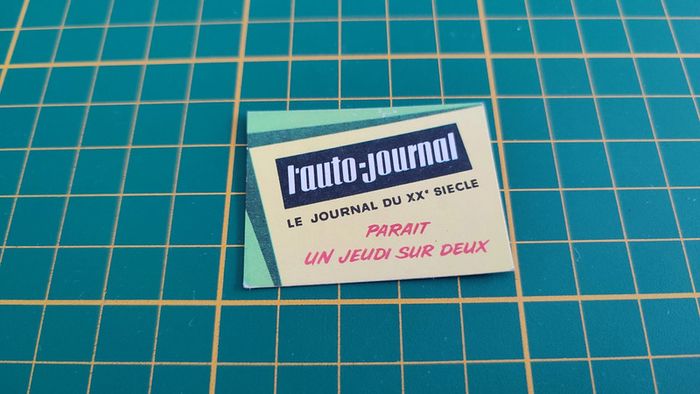 l'auto-journal
LE JOURNAL DU XXe SIECLE
PARAIT
UN JEUDI SUR DEUX